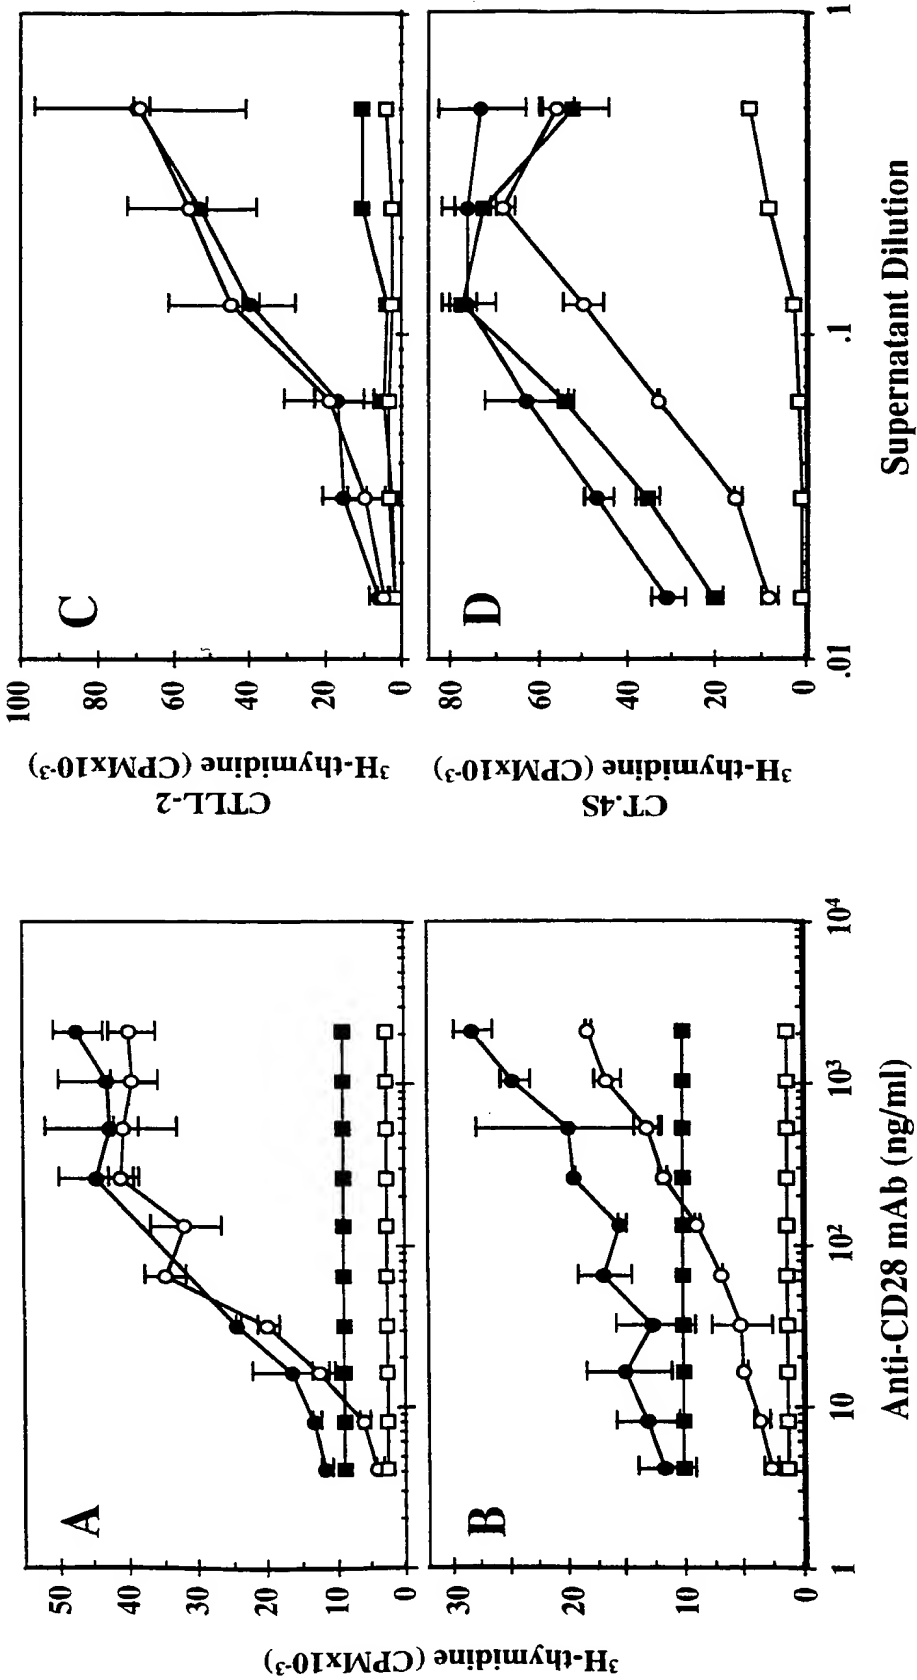 A
50
40
30
20
10
0
B
30
20
10
0
1
10
10²
10³
10⁴
³H-thymidine (CPMx10⁻³)
Anti-CD28 mAb (ng/ml)
C
100
80
60
40
20
0
CTLL-2
³H-thymidine (CPMx10⁻³)
D
80
60
40
20
0
CT.4S
³H-thymidine (CPMx10⁻³)
.01
.1
1
Supernatant Dilution